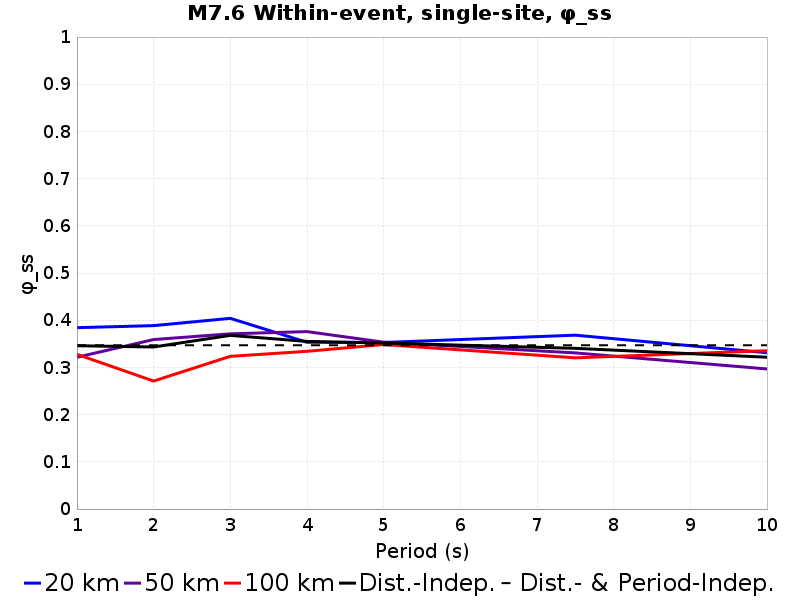 M7.6 Within-event, single-site, φ_ss
1
0.9
0.8
0.7
0.6
0.5
0.4
0.3
0.2
0.1
0
φ_ss
1 2 3 4 5 6 7 8 9 10
Period (s)
20 km 50 km 100 km Dist.-Indep. Dist.- & Period-Indep.